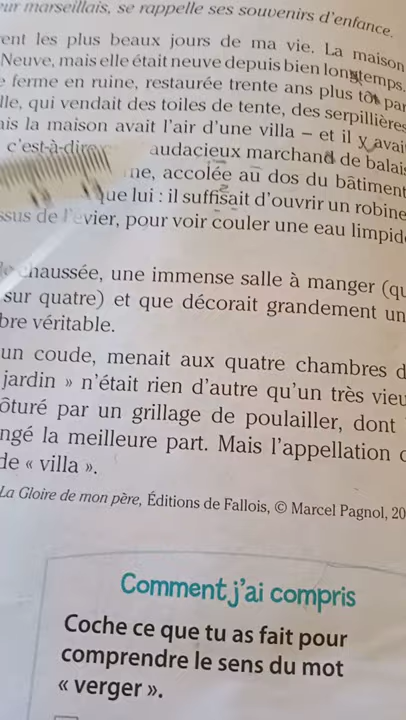 eur marseillais, se rappelle ses souvenirs d'enfance.
ent les plus beaux jours de ma vie. La maison
Neuve, mais elle était neuve depuis bien longtemps.
e ferme en ruine, restaurée trente ans plus tôt par
lle, qui vendait des toiles de tente, des serpillières
ais la maison avait l'air d'une villa – et il y avai
c'est-à-dire audacieux marchand de balais
ne, accolée au dos du bâtiment
que lui : il suffisait d'ouvrir un robine
ssus de l'évier, pour voir couler une eau limpid
de chaussée, une immense salle à manger (qu
sur quatre) et que décorait grandement un
bre véritable.
un coude, menait aux quatre chambres d
jardin » n'était rien d'autre qu'un très vieu
ôturé par un grillage de poulailler, dont
ngé la meilleure part. Mais l'appellation
de « villa ».
La Gloire de mon père, Éditions de Fallois, © Marcel Pagnol, 20
Comment j'ai compris
Coche ce que tu as fait pour
comprendre le sens du mot
« verger ».